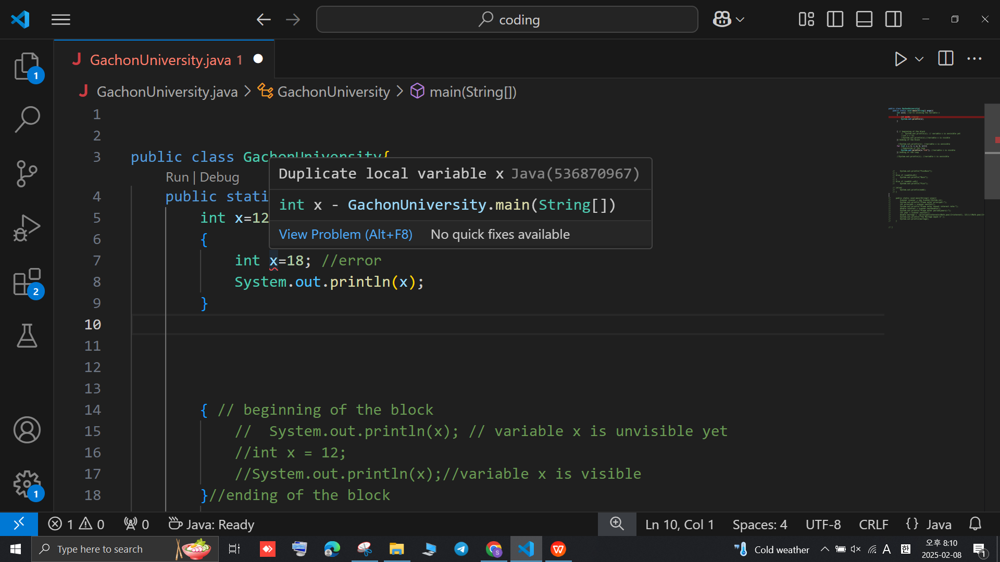 coding
GachonUniversity.java 1
GachonUniversity.java > GachonUniversity > main(String[])
1
2
3 public class GachonUniversity{
Run | Debug
Duplicate local variable x Java(536870967)
4 public stati
int x - GachonUniversity.main(String[])
5 int x=12
View Problem (Alt+F8) No quick fixes available
6 {
7 int x=18; //error
8 System.out.println(x);
9 }
10
11
12
13
14 { // beginning of the block
15 // System.out.println(x); // variable x is unvisible yet
16 //int x = 12;
17 //System.out.println(x);//variable x is visible
18 }//ending of the block
1
2
1
1 0 0 Java: Ready Ln 10, Col 1 Spaces: 4 UTF-8 CRLF {} Java
Type here to search Cold weather A 한 오후 8:10
2025-02-08 1